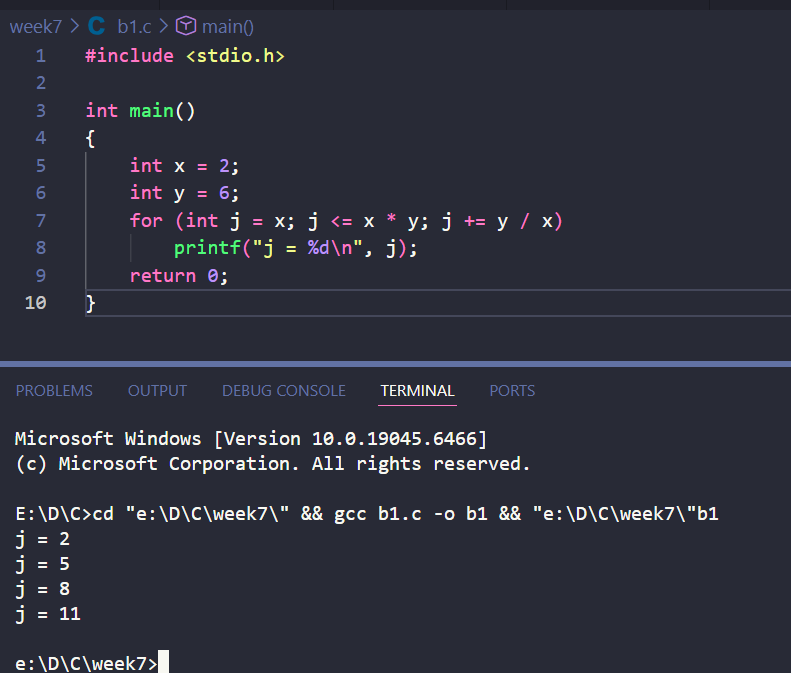 week7 > C b1.c > main()
1 #include <stdio.h>
2
3 int main()
4 {
5 int x = 2;
6 int y = 6;
7 for (int j = x; j <= x * y; j += y / x)
8 printf("j = %d\n", j);
9 return 0;
10 }
PROBLEMS OUTPUT DEBUG CONSOLE TERMINAL PORTS
Microsoft Windows [Version 10.0.19045.6466]
(c) Microsoft Corporation. All rights reserved.
E:\D\C>cd "e:\D\C\week7\" && gcc b1.c -o b1 && "e:\D\C\week7\"b1
j = 2
j = 5
j = 8
j = 11
e:\D\C\week7>